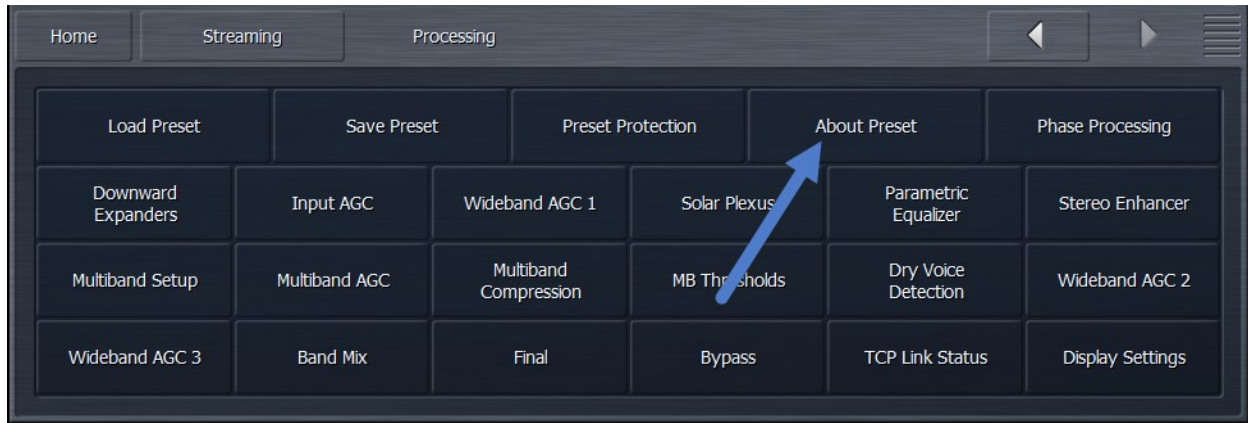 Home Streaming Processing
Load Preset Save Preset Preset Protection About Preset Phase Processing
Downward Expanders Input AGC Wideband AGC 1 Solar Plexus Parametric Equalizer Stereo Enhancer
Multiband Setup Multiband AGC Multiband Compression MB Thresholds Dry Voice Detection Wideband AGC 2
Wideband AGC 3 Band Mix Final Bypass TCP Link Status Display Settings